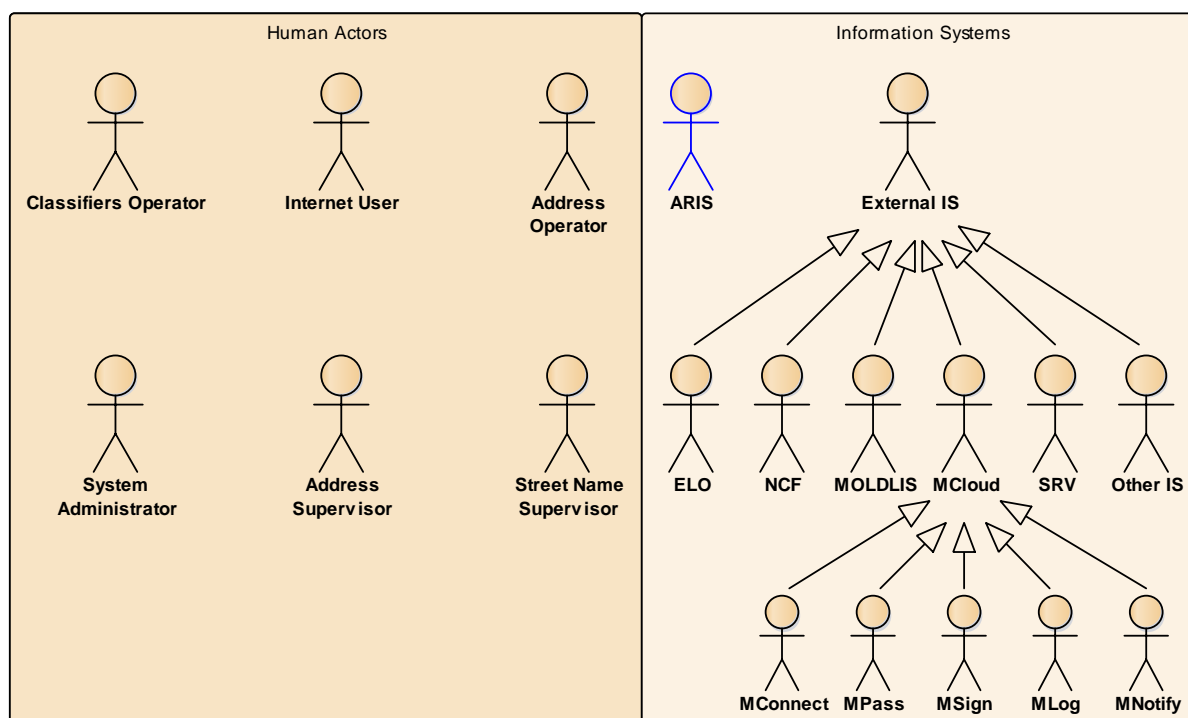 Human Actors
Classifiers Operator
Internet User
Address
Operator
System
Administrator
Address
Supervisor
Street Name
Supervisor
Information Systems
ARIS
External IS
ELO
NCF
MOLDLIS
MCloud
SRV
Other IS
MConnect
MPass
MSign
MLog
MNotify